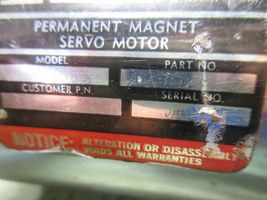 PERMANENT MAGNET
SERVO MOTOR
MODEL PART NO
CUSTOMER P.N. SERIAL NO.
NOTICE: ALTERATION OR DISASSEMBLY
VOIDS ALL WARRANTIES